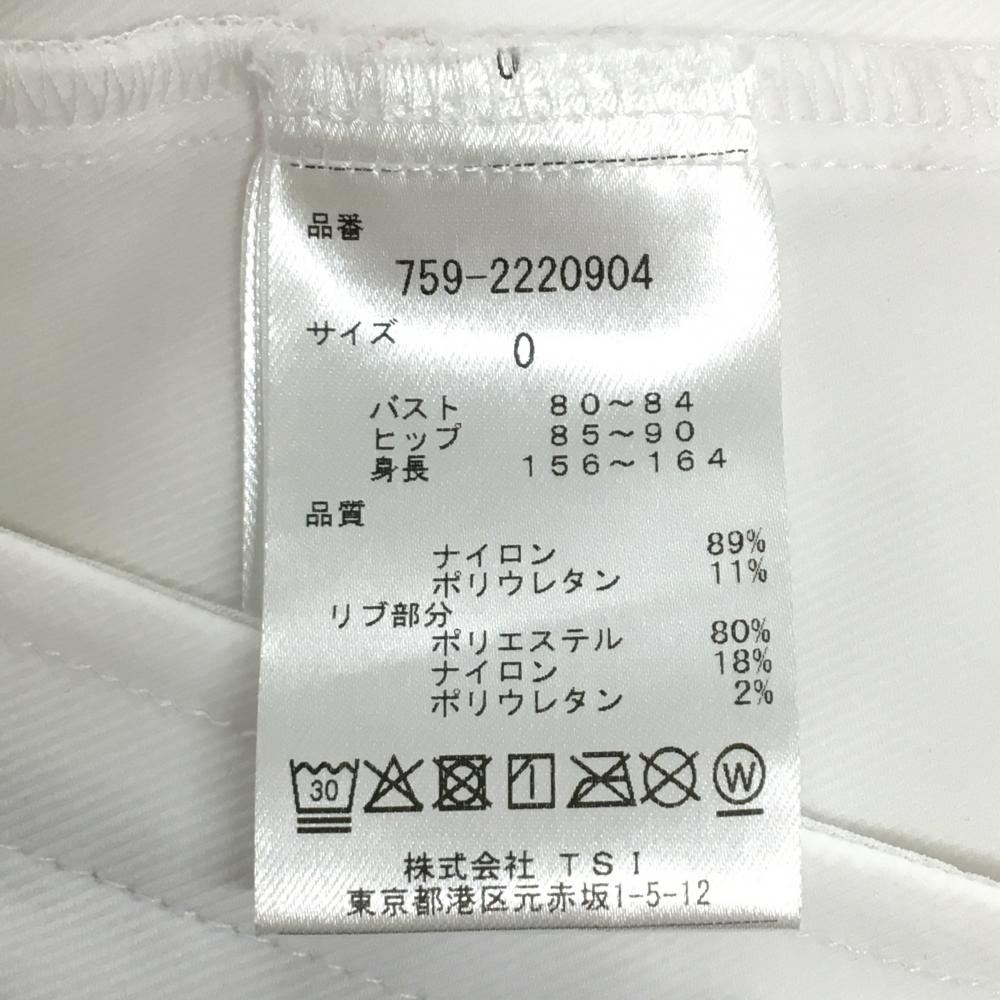 0
品番
759-2220904
サイズ 0
バスト 80〜84
ヒップ 85〜90
身長 156〜164
品質
ナイロン 89%
ポリウレタン 11%
リブ部分
ポリエステル 80%
ナイロン 18%
ポリウレタン 2%
30 W
株式会社 TSI
東京都港区元赤坂1-5-12